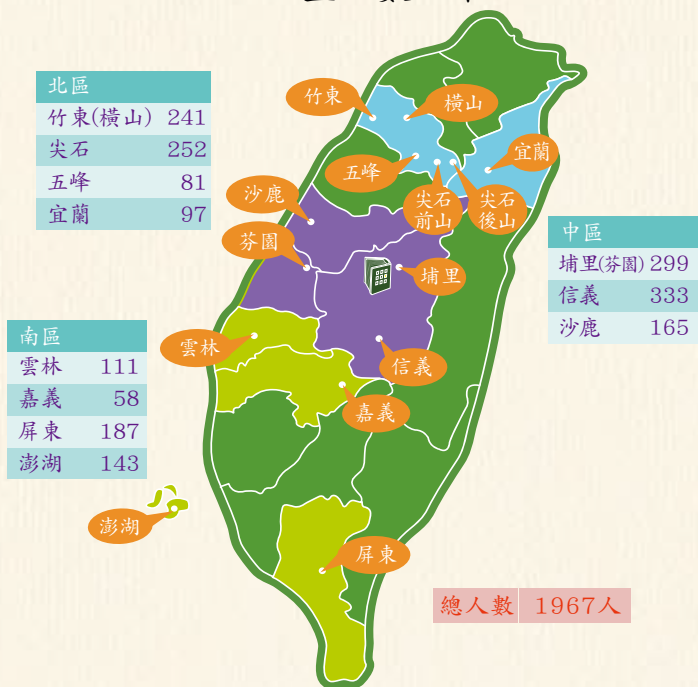 竹東
橫山
五峰
尖石
前山
尖石
後山
宜蘭
沙鹿
芬園
埔里
信義
雲林
嘉義
澎湖
屏東
北區
竹東(橫山) 241
尖石 252
五峰 81
宜蘭 97
中區
埔里(芬園) 299
信義 333
沙鹿 165
南區
雲林 111
嘉義 58
屏東 187
澎湖 143
總人數 1967人